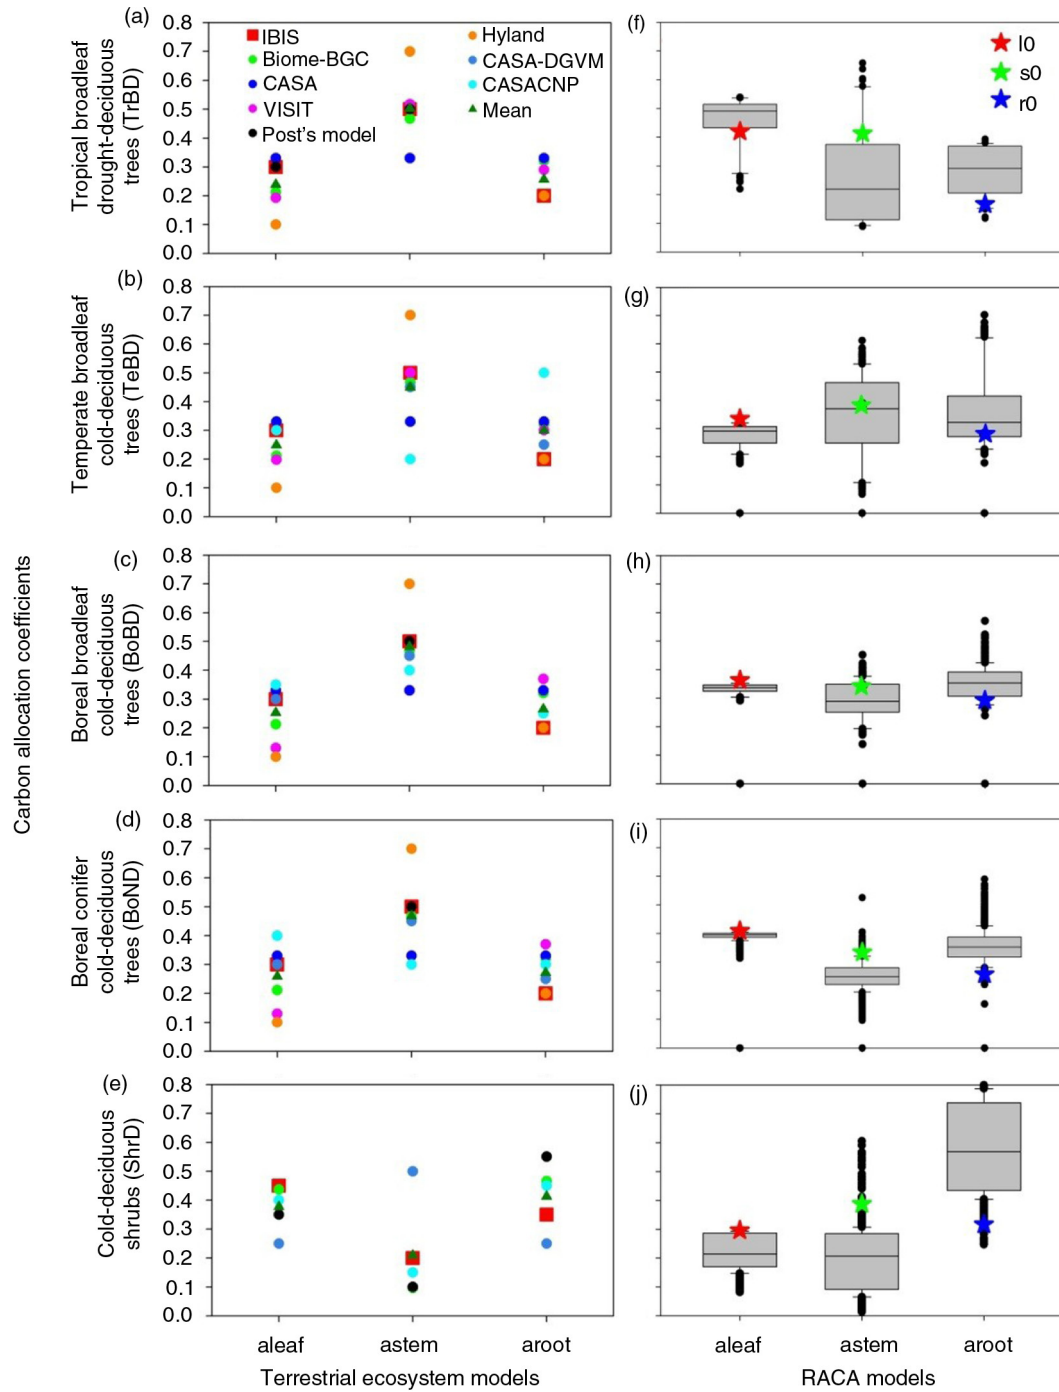 Carbon allocation coefficients
(a)
Tropical broadleaf
drought-deciduous
trees (TrBD)
0.8
0.7
0.6
0.5
0.4
0.3
0.2
0.1
0.0
IBIS
Biome-BGC
CASA
VISIT
Post's model
Hyland
CASA-DGVM
CASACNP
Mean
(f)
l0
s0
r0
(b)
Temperate broadleaf
cold-deciduous
trees (TeBD)
0.8
0.7
0.6
0.5
0.4
0.3
0.2
0.1
0.0
(g)
(c)
Boreal broadleaf
cold-deciduous
trees (BoBD)
0.8
0.7
0.6
0.5
0.4
0.3
0.2
0.1
0.0
(h)
(d)
Boreal conifer
cold-deciduous
trees (BoND)
0.8
0.7
0.6
0.5
0.4
0.3
0.2
0.1
0.0
(i)
(e)
Cold-deciduous
shrubs (ShrD)
0.8
0.7
0.6
0.5
0.4
0.3
0.2
0.1
0.0
(j)
aleaf astem aroot
Terrestrial ecosystem models
aleaf astem aroot
RACA models